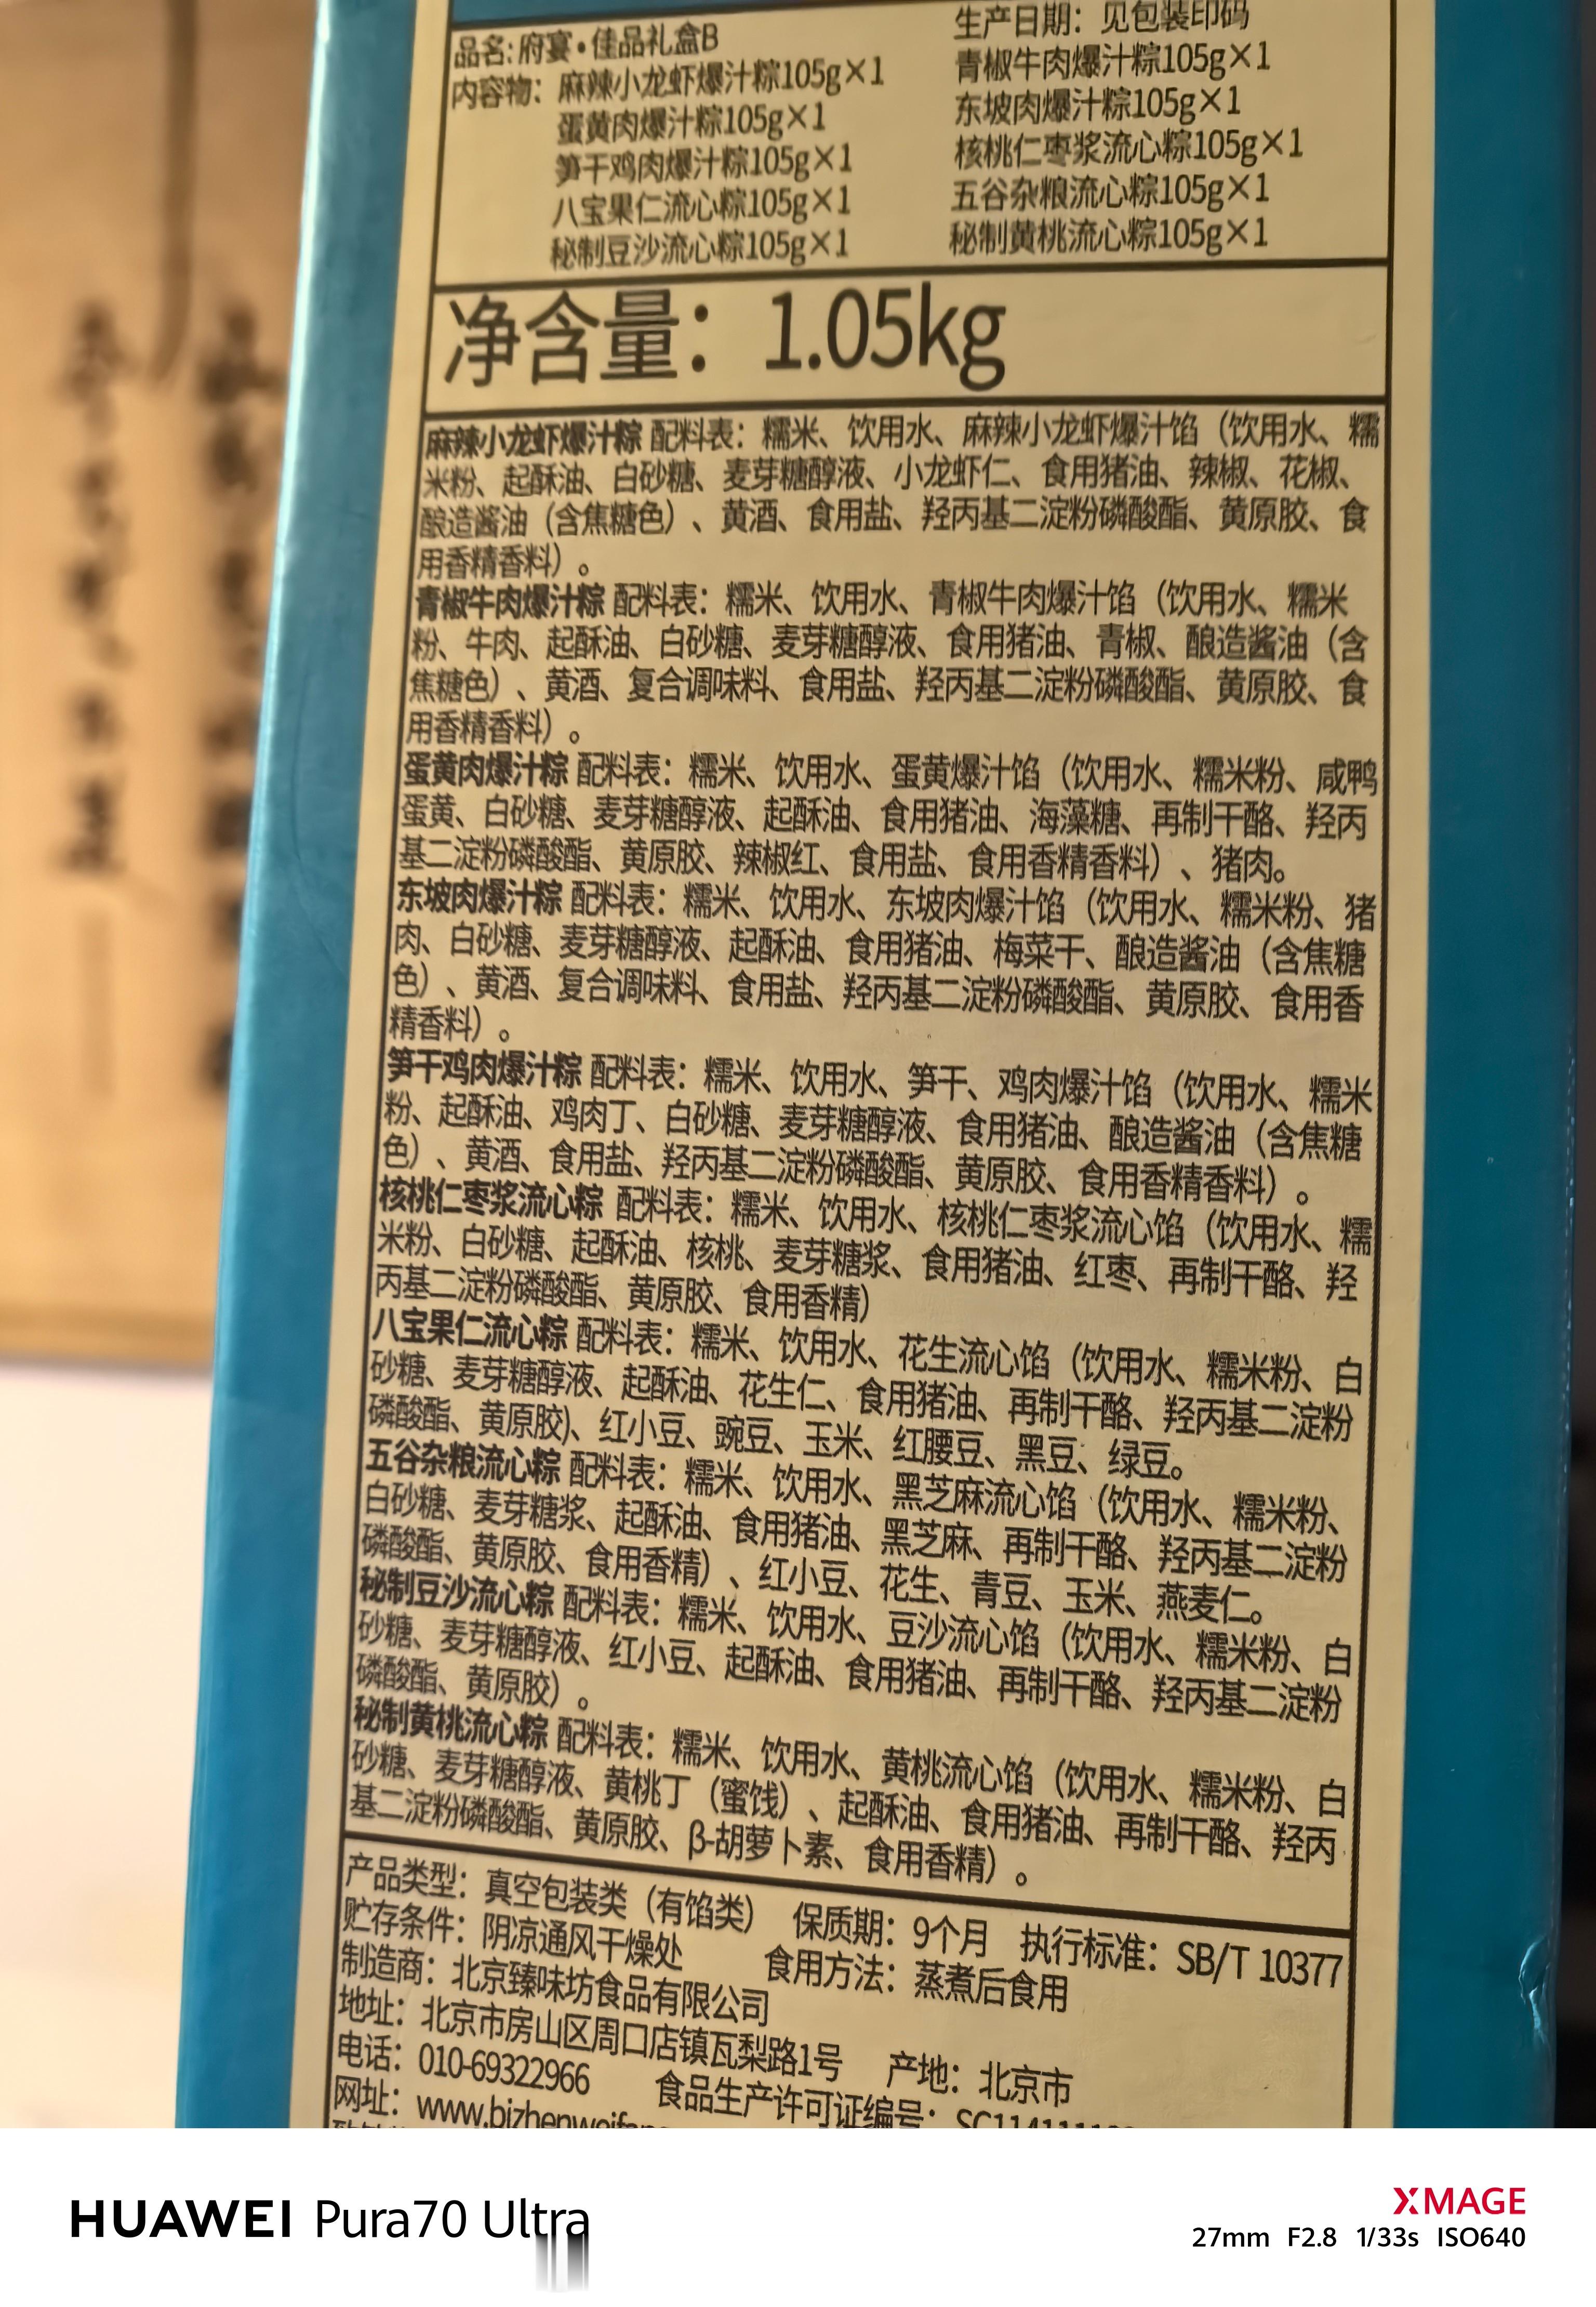 品名:府宴·佳品礼盒B
内容物：麻辣小龙虾爆汁粽105g×1
蛋黄肉爆汁粽105g×1
笋干鸡肉爆汁粽105g×1
八宝果仁流心粽105g×1
秘制豆沙流心粽105g×1
生产日期：见包装印码
青椒牛肉爆汁粽105g×1
东坡肉爆汁粽105g×1
核桃仁枣浆流心粽105g×1
五谷杂粮流心粽105g×1
秘制黄桃流心粽105g×1
净含量：1.05kg
麻辣小龙虾爆汁粽 配料表：糯米、饮用水、麻辣小龙虾爆汁馅（饮用水、糯
米粉、起酥油、白砂糖、麦芽糖醇液、小龙虾仁、食用猪油、辣椒、花椒、
酿造酱油（含焦糖色）、黄酒、食用盐、羟丙基二淀粉磷酸酯、黄原胶、食
用香精香料）。
青椒牛肉爆汁粽 配料表：糯米、饮用水、青椒牛肉爆汁馅（饮用水、糯米
粉、牛肉、起酥油、白砂糖、麦芽糖醇液、食用猪油、青椒、酿造酱油（含
焦糖色）、黄酒、复合调味料、食用盐、羟丙基二淀粉磷酸酯、黄原胶、食
用香精香料）。
蛋黄肉爆汁粽 配料表：糯米、饮用水、蛋黄爆汁馅（饮用水、糯米粉、咸鸭
蛋黄、白砂糖、麦芽糖醇液、起酥油、食用猪油、海藻糖、再制干酪、羟丙
基二淀粉磷酸酯、黄原胶、辣椒红、食用盐、食用香精香料）、猪肉。
东坡肉爆汁粽 配料表：糯米、饮用水、东坡肉爆汁馅（饮用水、糯米粉、猪
肉、白砂糖、麦芽糖醇液、起酥油、食用猪油、梅菜干、酿造酱油（含焦糖
色）、黄酒、复合调味料、食用盐、羟丙基二淀粉磷酸酯、黄原胶、食用香
精香料）。
笋干鸡肉爆汁粽 配料表：糯米、饮用水、笋干、鸡肉爆汁馅（饮用水、糯米
粉、起酥油、鸡肉丁、白砂糖、麦芽糖醇液、食用猪油、酿造酱油（含焦糖
色）、黄酒、食用盐、羟丙基二淀粉磷酸酯、黄原胶、食用香精香料）。
核桃仁枣浆流心粽 配料表：糯米、饮用水、核桃仁枣浆流心馅（饮用水、糯
米粉、白砂糖、起酥油、核桃、麦芽糖浆、食用猪油、红枣、再制干酪、羟
丙基二淀粉磷酸酯、黄原胶、食用香精）
八宝果仁流心粽 配料表：糯米、饮用水、花生流心馅（饮用水、糯米粉、白
砂糖、麦芽糖醇液、起酥油、花生仁、食用猪油、再制干酪、羟丙基二淀粉
磷酸酯、黄原胶)、红小豆、豌豆、玉米、红腰豆、黑豆、绿豆。
五谷杂粮流心粽 配料表：糯米、饮用水、黑芝麻流心馅（饮用水、糯米粉、
白砂糖、麦芽糖浆、起酥油、食用猪油、黑芝麻、再制干酪、羟丙基二淀粉
磷酸酯、黄原胶、食用香精）、红小豆、花生、青豆、玉米、燕麦仁。
秘制豆沙流心粽 配料表：糯米、饮用水、豆沙流心馅（饮用水、糯米粉、白
砂糖、麦芽糖醇液、红小豆、起酥油、食用猪油、再制干酪、羟丙基二淀粉
磷酸酯、黄原胶）。
秘制黄桃流心粽 配料表：糯米、饮用水、黄桃流心馅（饮用水、糯米粉、白
砂糖、麦芽糖醇液、黄桃丁（蜜饯）、起酥油、食用猪油、再制干酪、羟丙
基二淀粉磷酸酯、黄原胶、β-胡萝卜素、食用香精）。
产品类型：真空包装类（有馅类） 保质期：9个月 执行标准：SB/T 10377
贮存条件：阴凉通风干燥处 食用方法：蒸煮后食用
制造商：北京臻味坊食品有限公司
地址：北京市房山区周口店镇瓦梨路1号 产地：北京市
电话：010-69322966 食品生产许可证编号：
网址：
HUAWEI Pura70 Ultra
XMAGE
27mm F2.8 1/33s ISO640